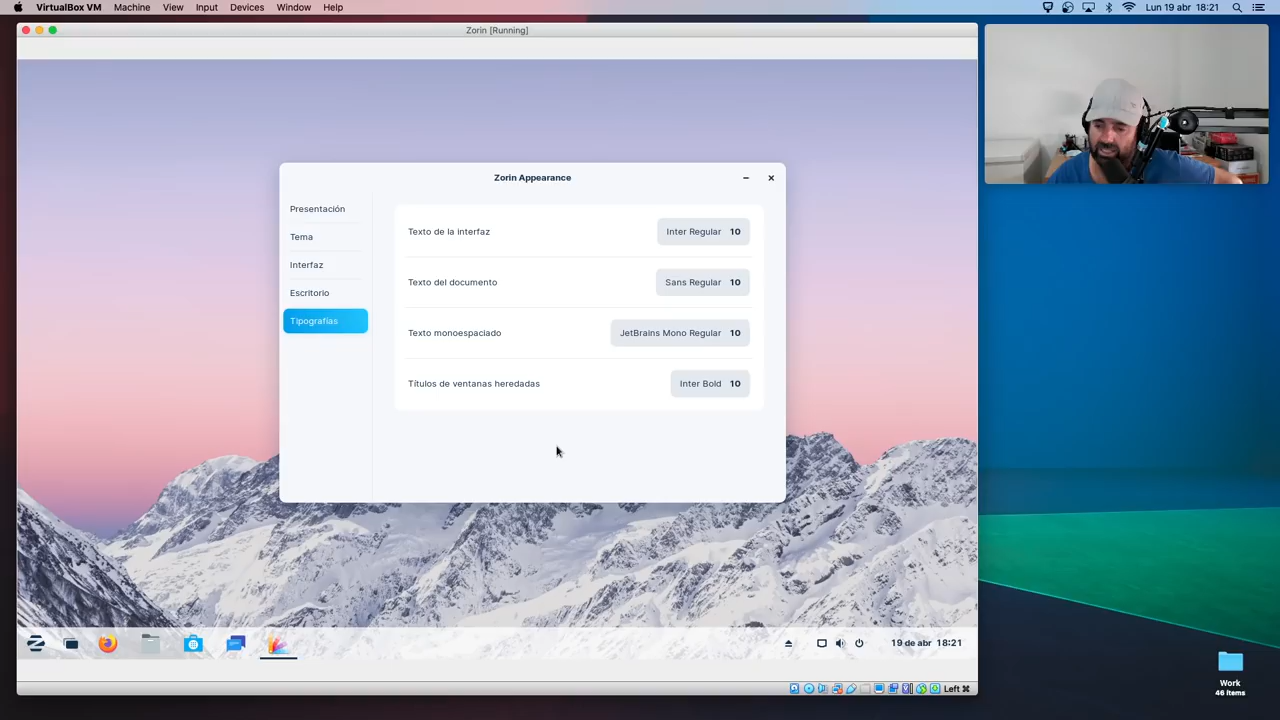 VirtualBox VM Machine View Input Devices Window Help Lun 19 abr 18:21
Zorin [Running]
Zorin Appearance
Presentación
Tema
Interfaz
Escritorio
Tipografías
Texto de la interfaz Inter Regular 10
Texto del documento Sans Regular 10
Texto monoespaciado JetBrains Mono Regular 10
Títulos de ventanas heredadas Inter Bold 10
19 de abr 18:21
Left ⌘
Work
46 items